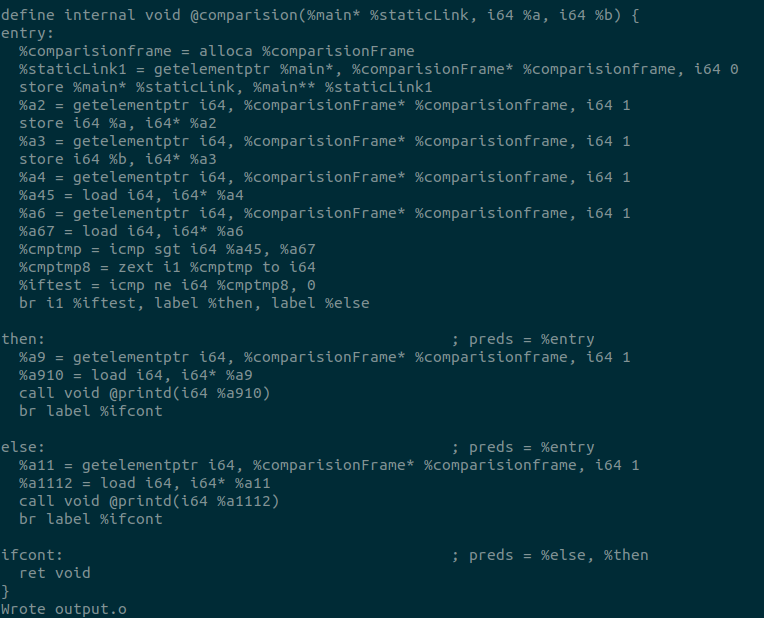 define internal void @comparision(%main* %staticLink, i64 %a, i64 %b) {
entry:
  %comparisionframe = alloca %comparisionFrame
  %staticLink1 = getelementptr %main*, %comparisionFrame* %comparisionframe, i64 0
  store %main* %staticLink, %main** %staticLink1
  %a2 = getelementptr i64, %comparisionFrame* %comparisionframe, i64 1
  store i64 %a, i64* %a2
  %a3 = getelementptr i64, %comparisionFrame* %comparisionframe, i64 1
  store i64 %b, i64* %a3
  %a4 = getelementptr i64, %comparisionFrame* %comparisionframe, i64 1
  %a45 = load i64, i64* %a4
  %a6 = getelementptr i64, %comparisionFrame* %comparisionframe, i64 1
  %a67 = load i64, i64* %a6
  %cmptmp = icmp sgt i64 %a45, %a67
  %cmptmp8 = zext i1 %cmptmp to i64
  %iftest = icmp ne i64 %cmptmp8, 0
  br i1 %iftest, label %then, label %else

then:                                             ; preds = %entry
  %a9 = getelementptr i64, %comparisionFrame* %comparisionframe, i64 1
  %a910 = load i64, i64* %a9
  call void @printd(i64 %a910)
  br label %ifcont

else:                                             ; preds = %entry
  %a11 = getelementptr i64, %comparisionFrame* %comparisionframe, i64 1
  %a1112 = load i64, i64* %a11
  call void @printd(i64 %a1112)
  br label %ifcont

ifcont:                                           ; preds = %else, %then
  ret void
}
Wrote output.o